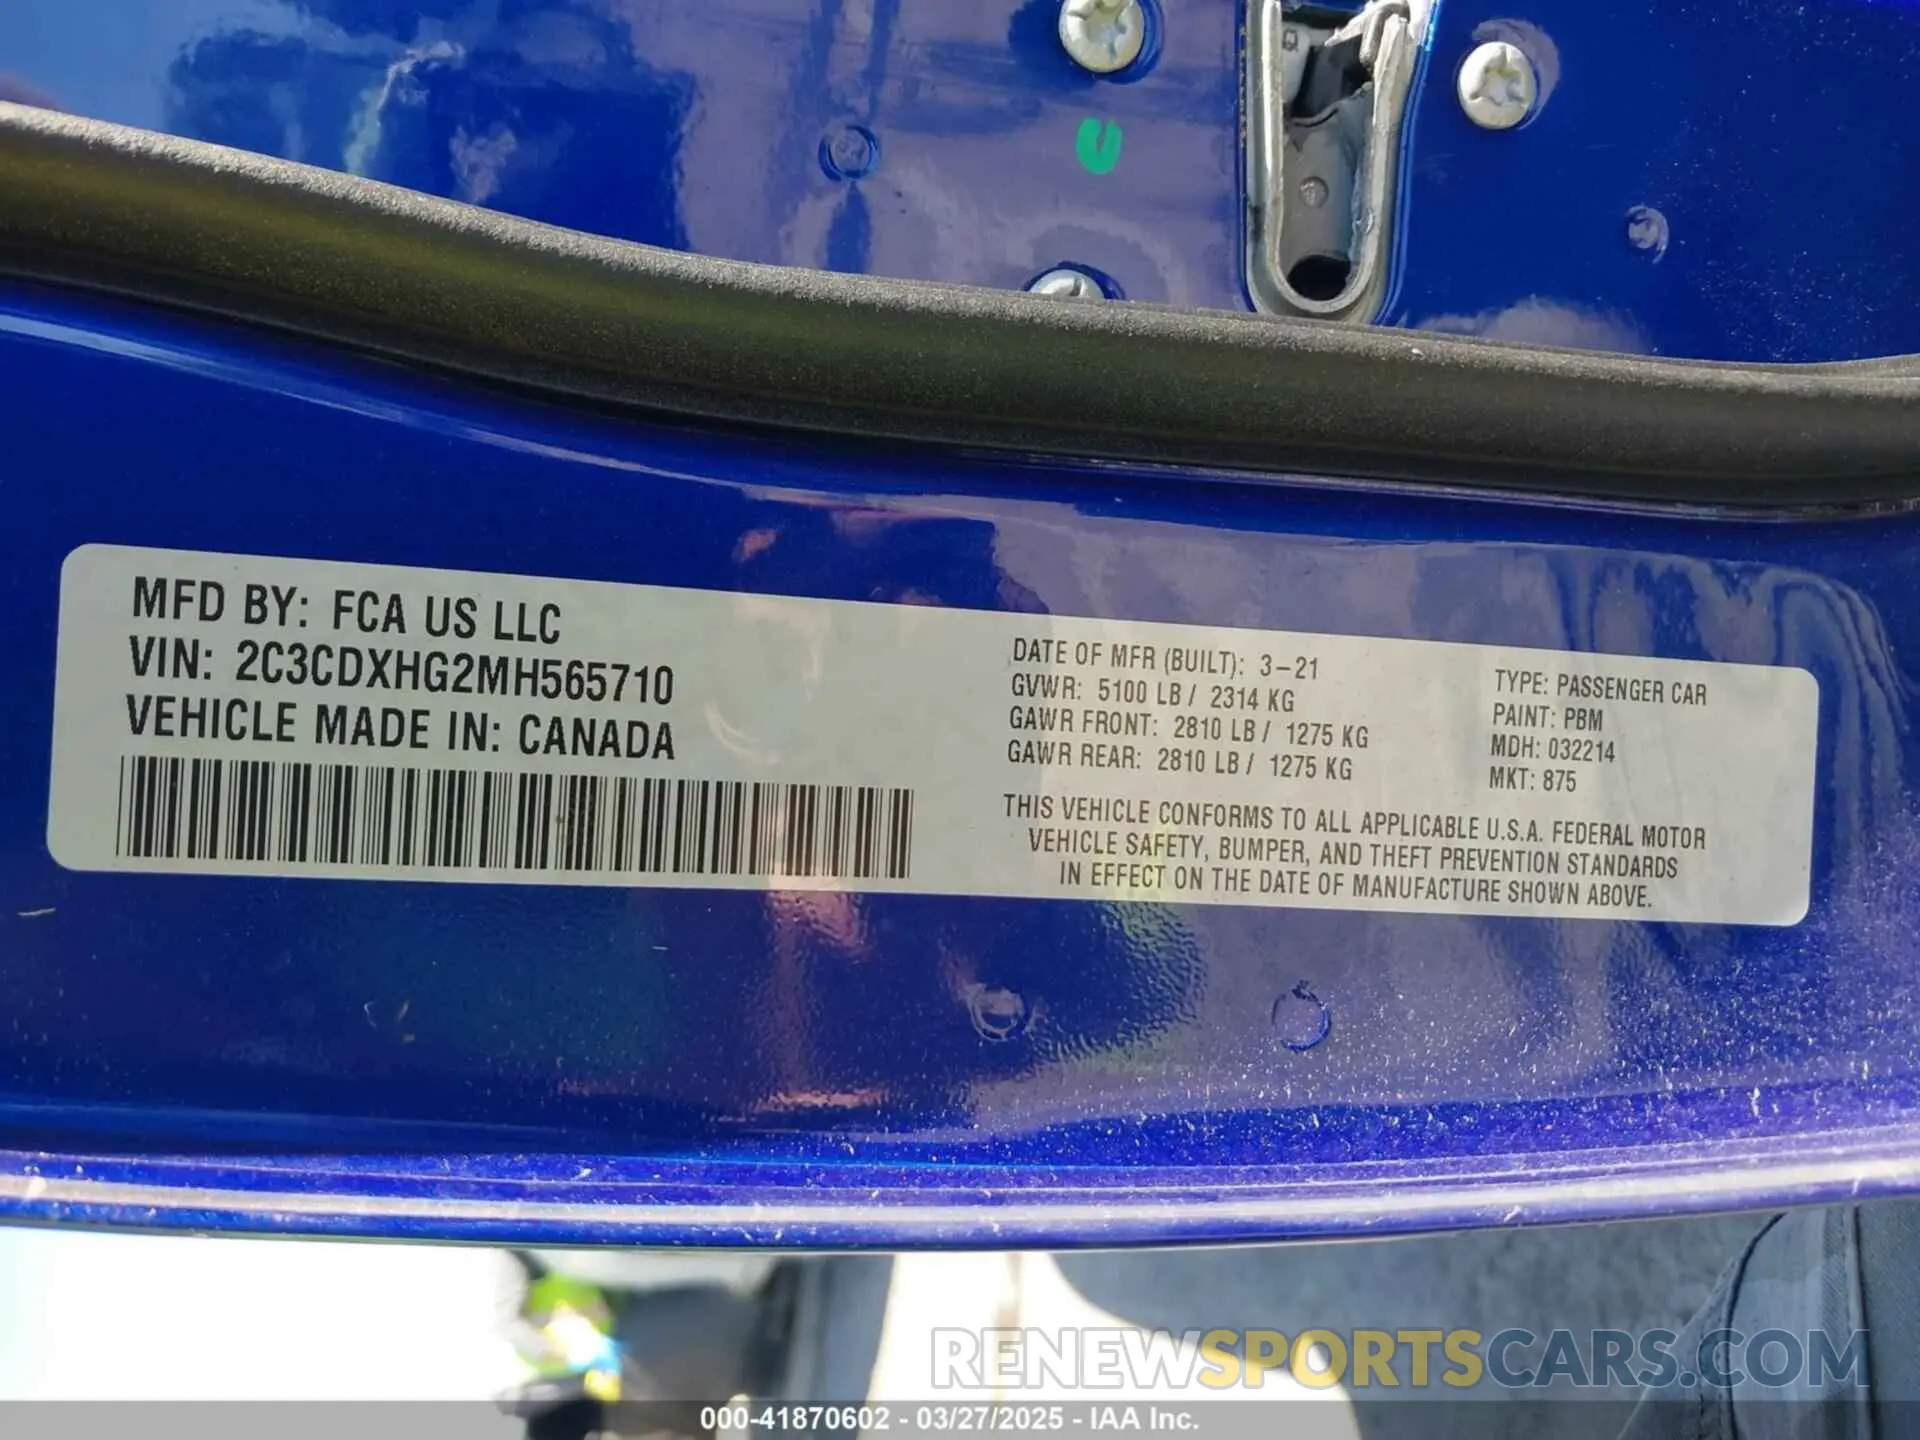 MFD BY: FCA US LLC
VIN: 2C3CDXHG2MH565710
VEHICLE MADE IN: CANADA
DATE OF MFR (BUILT): 3-21
GVWR: 5100 LB / 2314 KG
GAWR FRONT: 2810 LB / 1275 KG
GAWR REAR: 2810 LB / 1275 KG
TYPE: PASSENGER CAR
PAINT: PBM
MDH: 032214
MKT: 875
THIS VEHICLE CONFORMS TO ALL APPLICABLE U.S.A. FEDERAL MOTOR
VEHICLE SAFETY, BUMPER, AND THEFT PREVENTION STANDARDS
IN EFFECT ON THE DATE OF MANUFACTURE SHOWN ABOVE.
RENEWSPORTSCARS.COM
000-41870602 - 03/27/2025 - IAA Inc.